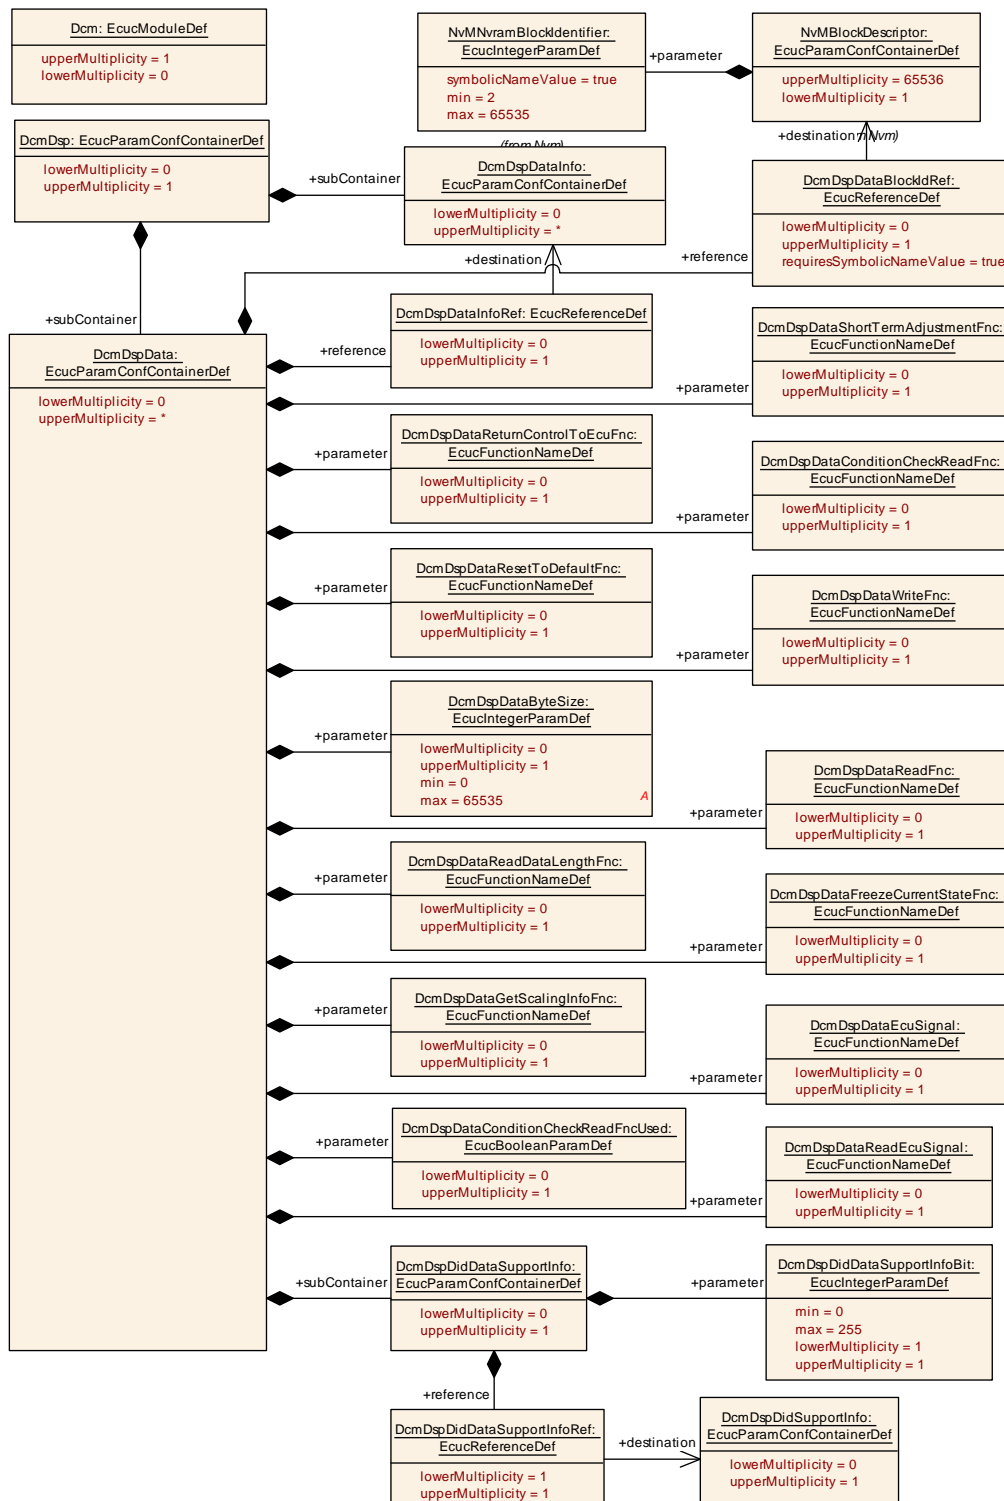 Dcm: EcucModuleDef
upperMultiplicity = 1
lowerMultiplicity = 0
NvMNvramBlockIdentifier:
EcucIntegerParamDef
symbolicNameValue = true
min = 2
max = 65535
(from NvM)
+parameter
NvMBlockDescriptor:
EcucParamConfContainerDef
upperMultiplicity = 65536
lowerMultiplicity = 1
+destination
DcmDsp: EcucParamConfContainerDef
lowerMultiplicity = 0
upperMultiplicity = 1
+subContainer
DcmDspDataInfo:
EcucParamConfContainerDef
lowerMultiplicity = 0
upperMultiplicity = *
+destination
DcmDspDataBlockIdRef:
EcucReferenceDef
lowerMultiplicity = 0
upperMultiplicity = 1
requiresSymbolicNameValue = true
+reference
+subContainer
DcmDspData:
EcucParamConfContainerDef
lowerMultiplicity = 0
upperMultiplicity = *
+reference
DcmDspDataInfoRef: EcucReferenceDef
lowerMultiplicity = 0
upperMultiplicity = 1
+parameter
DcmDspDataShortTermAdjustmentFnc:
EcucFunctionNameDef
lowerMultiplicity = 0
upperMultiplicity = 1
+parameter
DcmDspDataReturnControlToEcuFnc:
EcucFunctionNameDef
lowerMultiplicity = 0
upperMultiplicity = 1
+parameter
DcmDspDataConditionCheckReadFnc:
EcucFunctionNameDef
lowerMultiplicity = 0
upperMultiplicity = 1
+parameter
DcmDspDataResetToDefaultFnc:
EcucFunctionNameDef
lowerMultiplicity = 0
upperMultiplicity = 1
+parameter
DcmDspDataWriteFnc:
EcucFunctionNameDef
lowerMultiplicity = 0
upperMultiplicity = 1
+parameter
DcmDspDataByteSize:
EcucIntegerParamDef
lowerMultiplicity = 0
upperMultiplicity = 1
min = 0
max = 65535
A
+parameter
DcmDspDataReadFnc:
EcucFunctionNameDef
lowerMultiplicity = 0
upperMultiplicity = 1
+parameter
DcmDspDataReadDataLengthFnc:
EcucFunctionNameDef
lowerMultiplicity = 0
upperMultiplicity = 1
+parameter
DcmDspDataFreezeCurrentStateFnc:
EcucFunctionNameDef
lowerMultiplicity = 0
upperMultiplicity = 1
+parameter
DcmDspDataGetScalingInfoFnc:
EcucFunctionNameDef
lowerMultiplicity = 0
upperMultiplicity = 1
+parameter
DcmDspDataEcuSignal:
EcucFunctionNameDef
lowerMultiplicity = 0
upperMultiplicity = 1
+parameter
DcmDspDataConditionCheckReadFncUsed:
EcucBooleanParamDef
lowerMultiplicity = 0
upperMultiplicity = 1
+parameter
DcmDspDataReadEcuSignal:
EcucFunctionNameDef
lowerMultiplicity = 0
upperMultiplicity = 1
+subContainer
DcmDspDidDataSupportInfo:
EcucParamConfContainerDef
lowerMultiplicity = 0
upperMultiplicity = 1
+parameter
DcmDspDidDataSupportInfoBit:
EcucIntegerParamDef
min = 0
max = 255
lowerMultiplicity = 1
upperMultiplicity = 1
+reference
DcmDspDidDataSupportInfoRef:
EcucReferenceDef
lowerMultiplicity = 1
upperMultiplicity = 1
+destination
DcmDspDidSupportInfo:
EcucParamConfContainerDef
lowerMultiplicity = 0
upperMultiplicity = 1